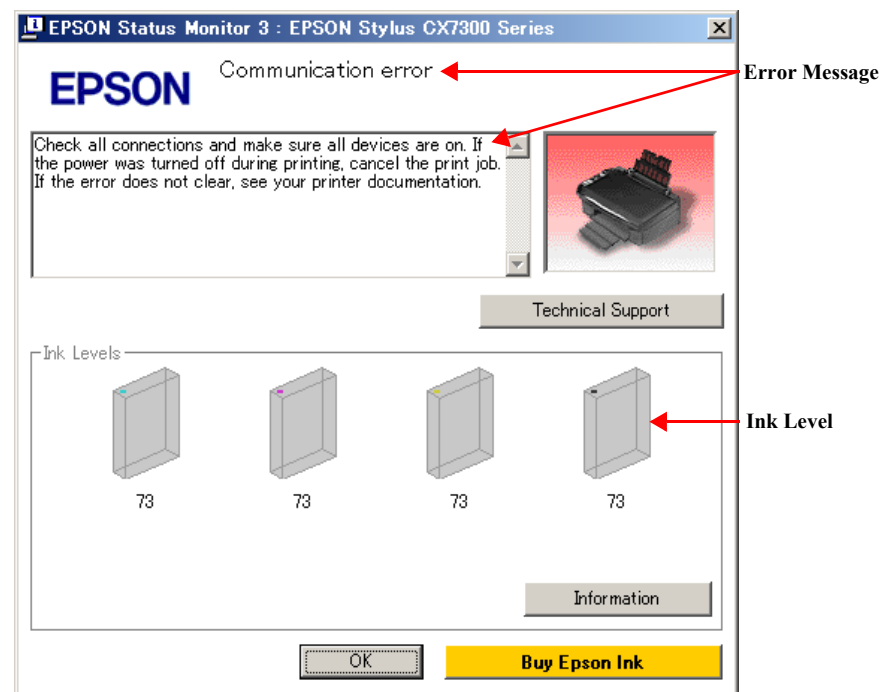 EPSON Status Monitor 3 : EPSON Stylus CX7300 Series
EPSON
Communication error
Error Message
Check all connections and make sure all devices are on. If
the power was turned off during printing, cancel the print job.
If the error does not clear, see your printer documentation.
Technical Support
Ink Levels
Ink Level
73 73 73 73
Information
OK
Buy Epson Ink